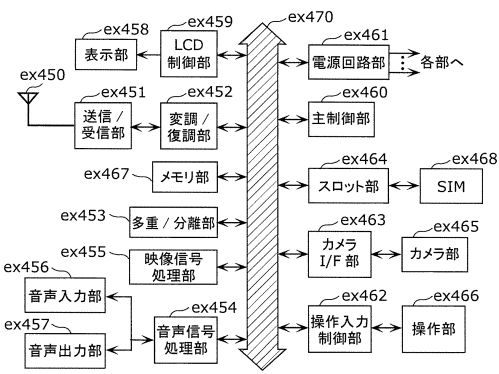 ex458
表示部
ex459
LCD
制御部
ex470
ex461
電源回路部
各部へ
ex450
ex451
送信/
受信部
ex452
変調/
復調部
ex460
主制御部
ex467
メモリ部
ex464
スロット部
ex468
SIM
ex453
多重/分離部
ex463
カメラ
I/F部
ex465
カメラ部
ex455
映像信号
処理部
ex456
音声入力部
ex457
音声出力部
ex454
音声信号
処理部
ex462
操作入力
制御部
ex466
操作部